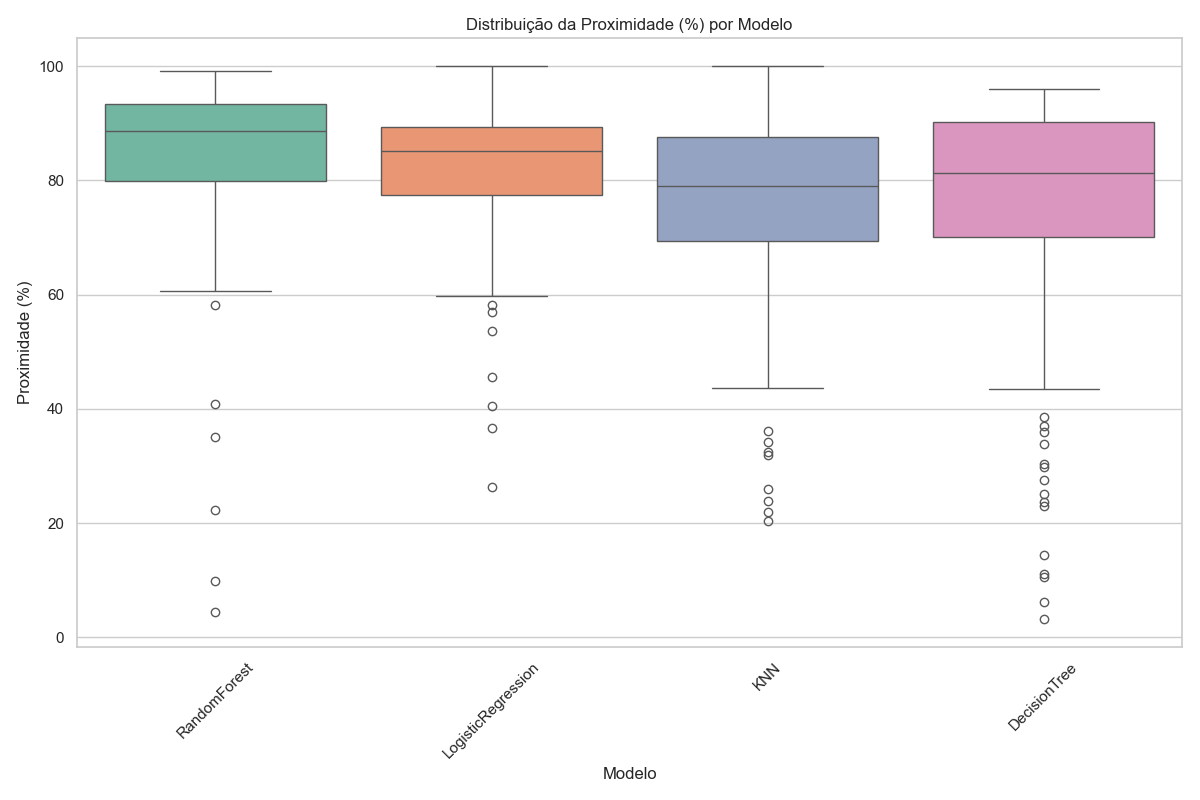 Distribuição da Proximidade (%) por Modelo
Proximidade (%)
100
80
60
40
20
0
RandomForest
LogisticRegression
KNN
DecisionTree
Modelo